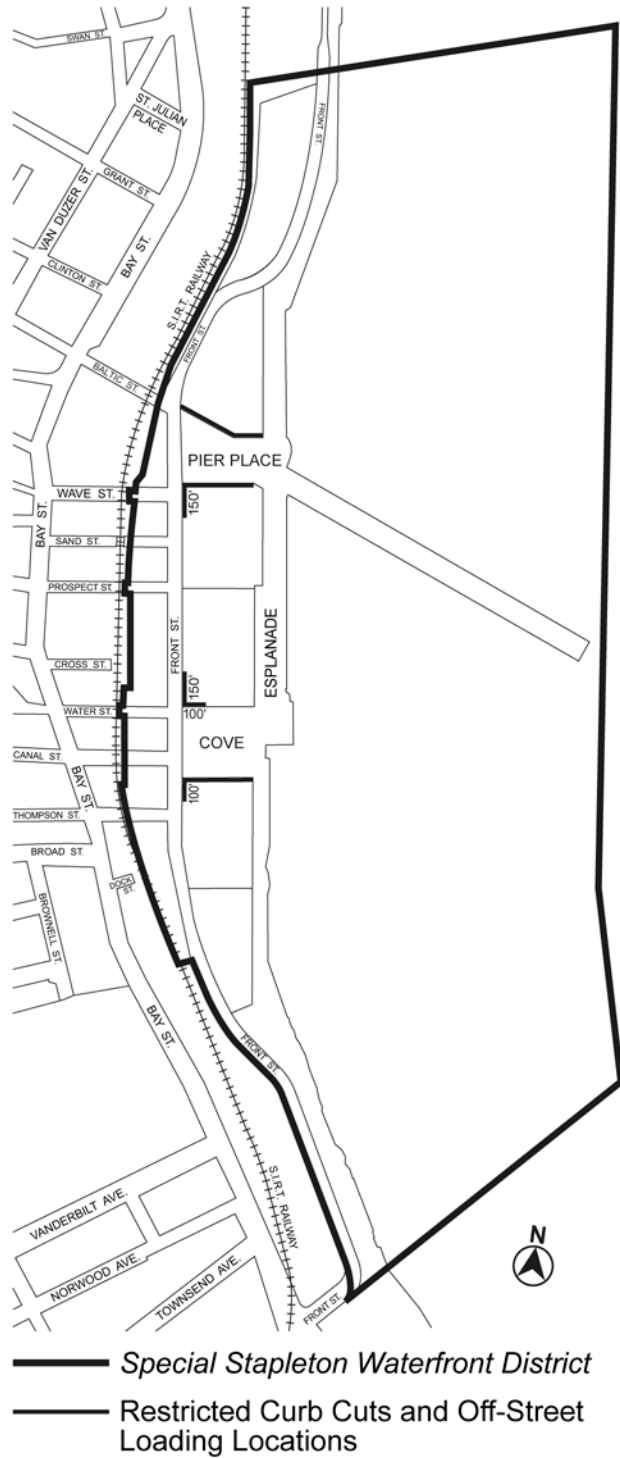 SWAN ST.
ST. JULIAN
PLACE
FRONT ST.
GRANT ST.
VAN DUZER ST.
BAY ST.
CLINTON ST.
S.I.R.T. RAILWAY
FRONT ST.
BALTIC ST.
PIER PLACE
WAVE ST.
150'
BAY ST.
SAND ST.
PROSPECT ST.
FRONT ST.
ESPLANADE
CROSS ST.
150'
WATER ST.
100'
COVE
CANAL ST.
BAY ST.
100'
THOMPSON ST.
BROAD ST.
DOCK
ST.
BROWNELL ST.
BAY ST.
FRONT ST.
S.I.R.T. RAILWAY
VANDERBILT AVE.
N
NORWOOD AVE.
TOWNSEND AVE.
FRONT ST.
Special Stapleton Waterfront District
Restricted Curb Cuts and Off-Street
Loading Locations